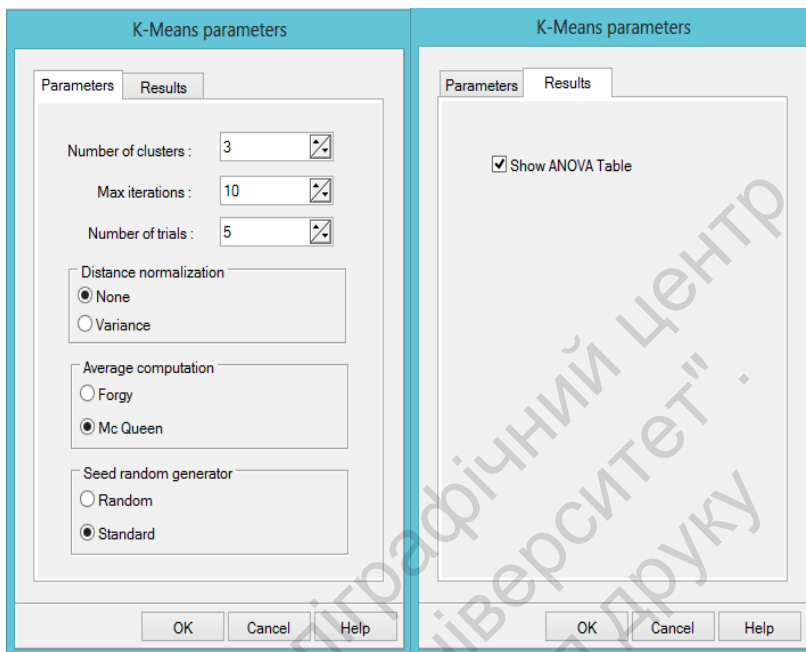 K-Means parameters
Parameters
Results
Number of clusters :
3
Max iterations :
10
Number of trials :
5
Distance normalization
None
Variance
Average computation
Forgy
Mc Queen
Seed random generator
Random
Standard
OK
Cancel
Help
K-Means parameters
Parameters
Results
Show ANOVA Table
OK
Cancel
Help
центр
".
друку